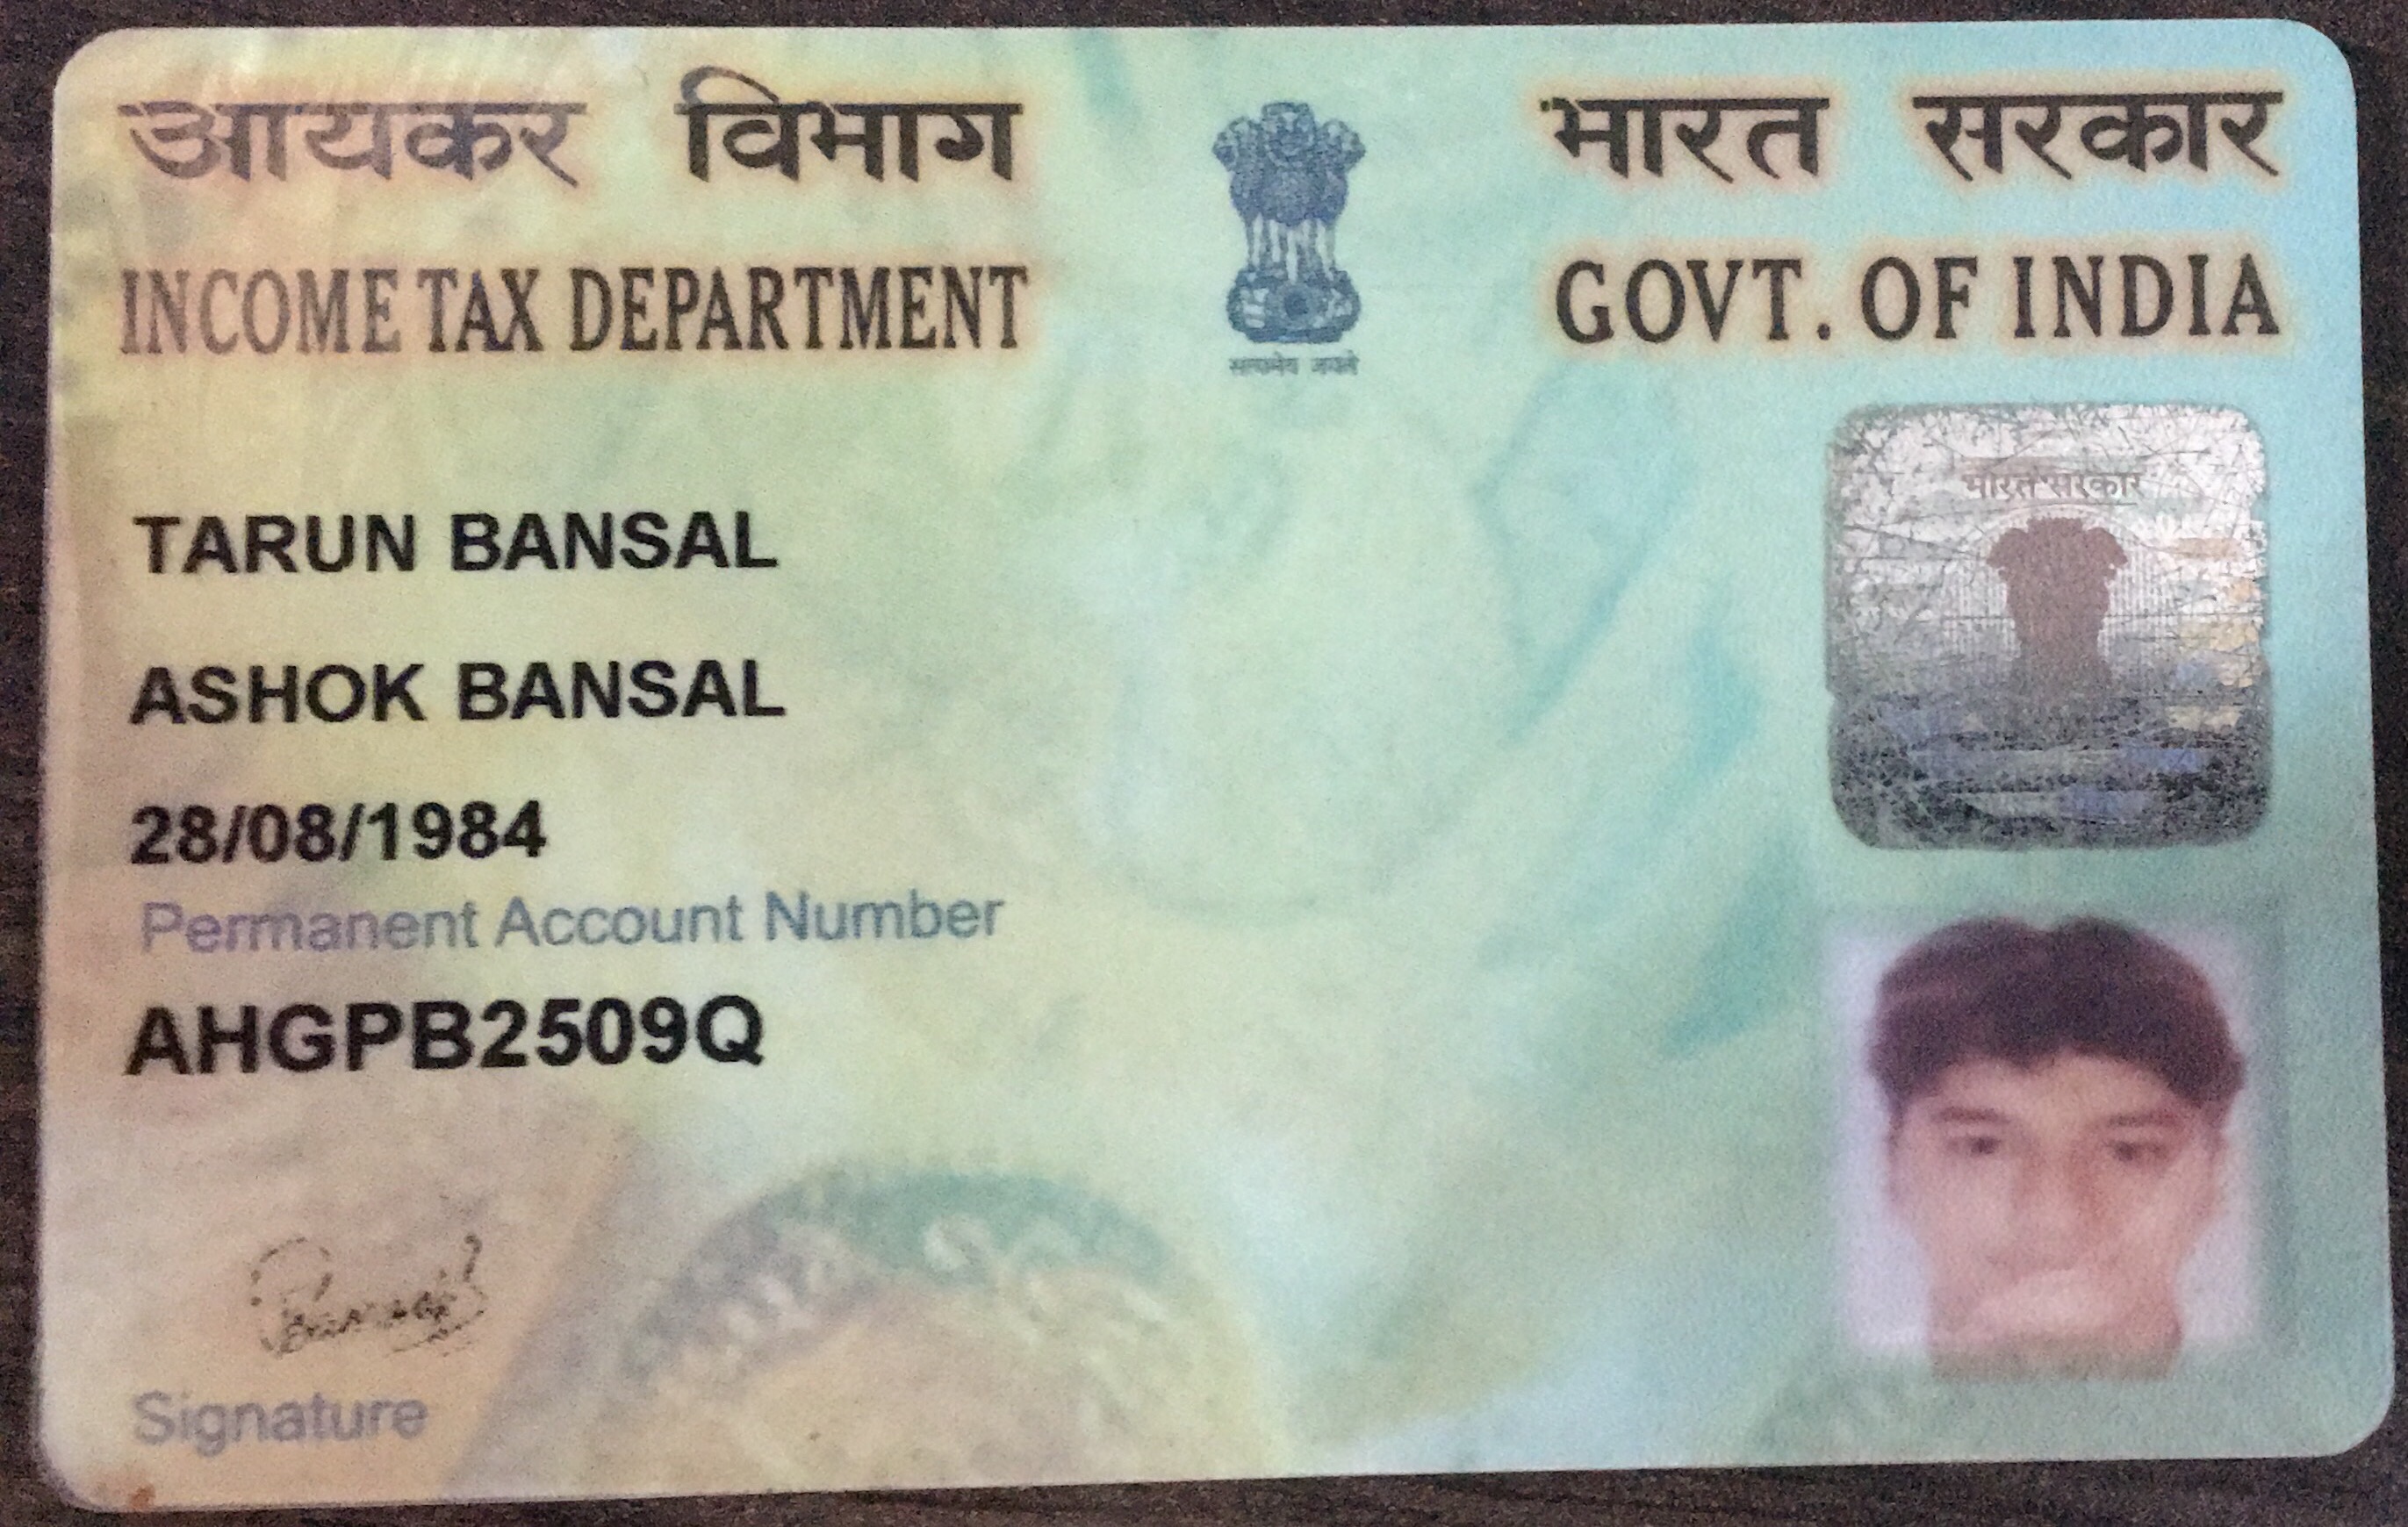 आयकर विभाग
भारत सरकार
INCOME TAX DEPARTMENT
GOVT. OF INDIA
सत्यमेव जयते
भारत सरकार
TARUN BANSAL
ASHOK BANSAL
28/08/1984
Permanent Account Number
AHGPB2509Q
Bansal
Signature